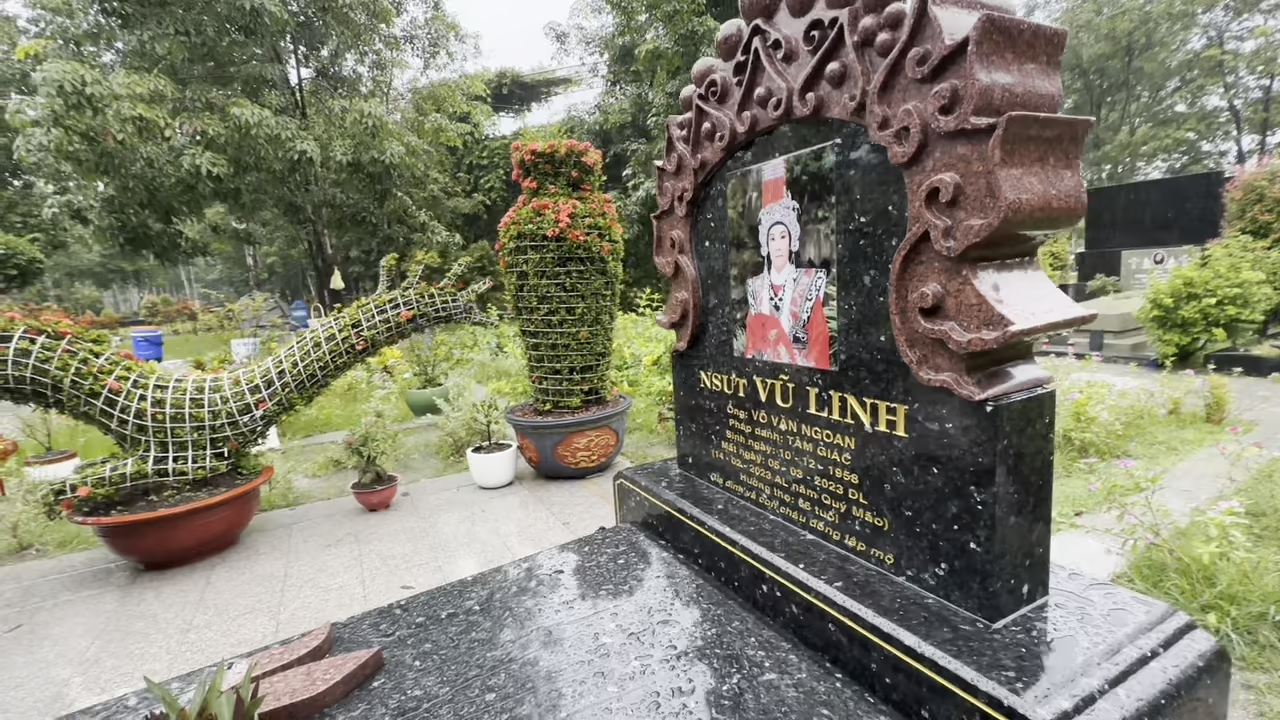 NSƯT VŨ LINH
Ông: VÕ VĂN NGOAN
Pháp danh: TÂM GIÁC
Sinh ngày: 10 - 12 - 1958
Mất ngày: 05 - 03 - 2023 DL
(14 - 02 - 2023 AL năm Quý Mão)
Hưởng thọ: 66 tuổi
Gia đình và con cháu đồng lập mộ